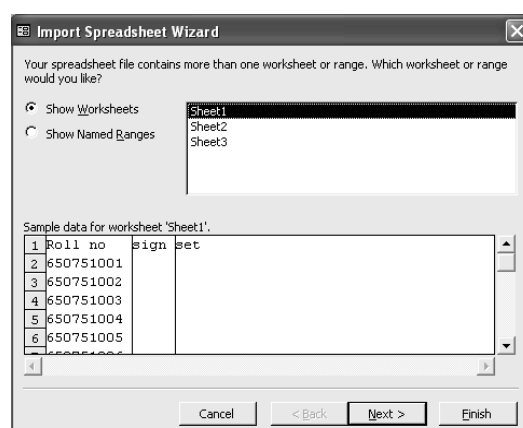 Import Spreadsheet Wizard
Your spreadsheet file contains more than one worksheet or range. Which worksheet or range
would you like?
Show Worksheets
Show Named Ranges
Sheet1
Sheet2
Sheet3
Sample data for worksheet 'Sheet1'.
1 Roll no sign set
2 650751001
3 650751002
4 650751003
5 650751004
6 650751005
Cancel < Back Next > Finish